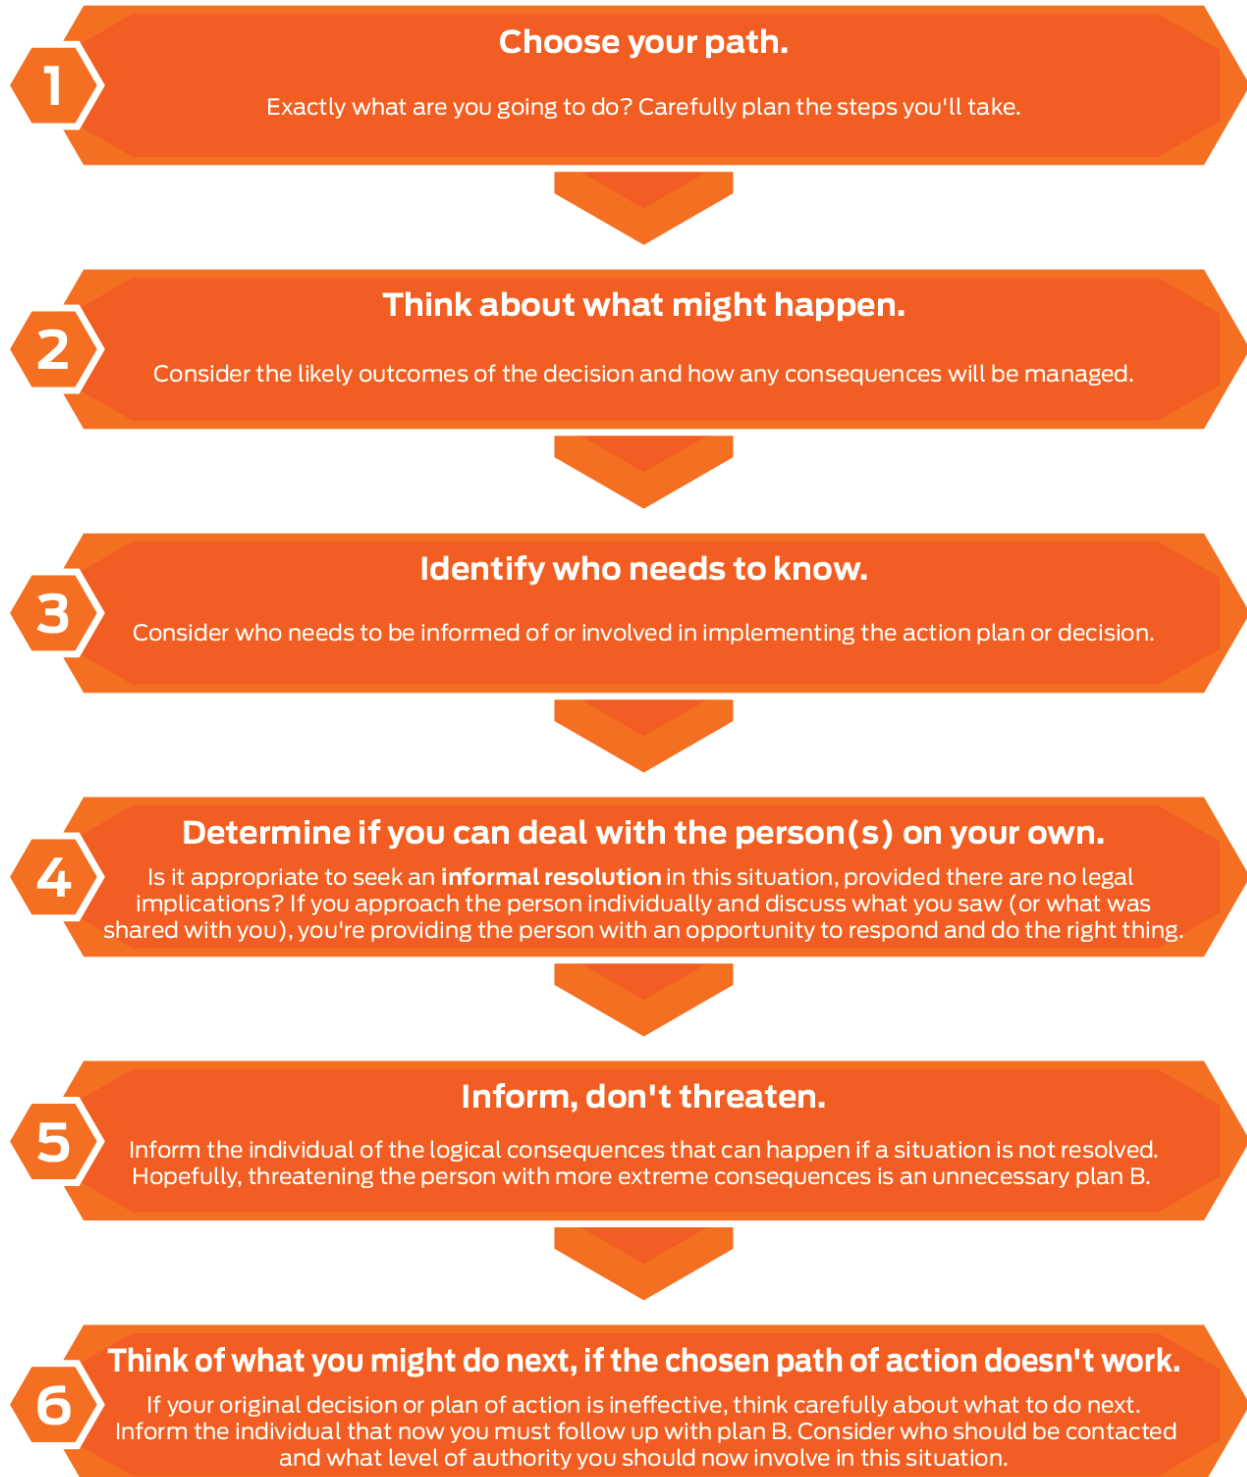 1
Choose your path.
Exactly what are you going to do? Carefully plan the steps you'll take.
2
Think about what might happen.
Consider the likely outcomes of the decision and how any consequences will be managed.
3
Identify who needs to know.
Consider who needs to be informed of or involved in implementing the action plan or decision.
4
Determine if you can deal with the person(s) on your own.
Is it appropriate to seek an informal resolution in this situation, provided there are no legal
implications? If you approach the person individually and discuss what you saw (or what was
shared with you), you're providing the person with an opportunity to respond and do the right thing.
5
Inform, don't threaten.
Inform the individual of the logical consequences that can happen if a situation is not resolved.
Hopefully, threatening the person with more extreme consequences is an unnecessary plan B.
6
Think of what you might do next, if the chosen path of action doesn't work.
If your original decision or plan of action is ineffective, think carefully about what to do next.
Inform the individual that now you must follow up with plan B. Consider who should be contacted
and what level of authority you should now involve in this situation.